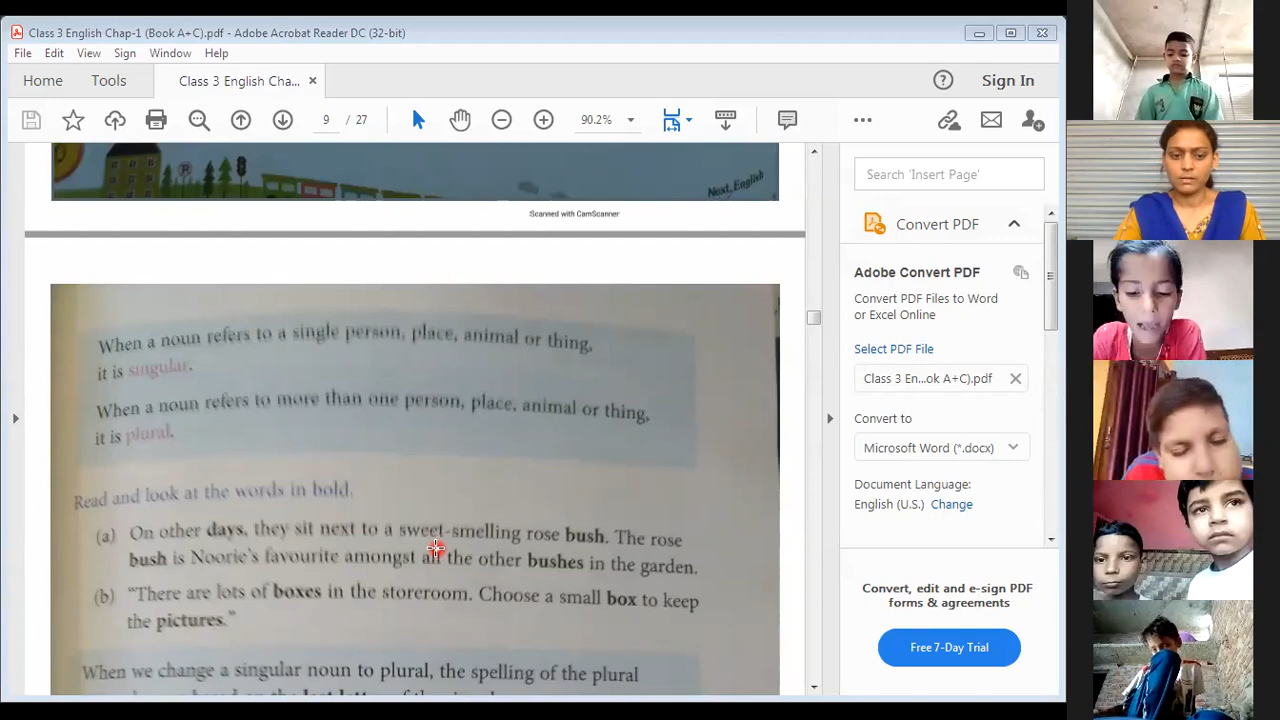 Class 3 English Chap-1 (Book A+C).pdf - Adobe Acrobat Reader DC (32-bit)
File Edit View Sign Window Help
Home Tools Class 3 English Cha... Sign In
9 / 27 90.2%
Next, English
Scanned with CamScanner
When a noun refers to a single person, place, animal or thing,
it is singular.
When a noun refers to more than one person, place, animal or thing,
it is plural.
Read and look at the words in bold.
(a) On other days, they sit next to a sweet-smelling rose bush. The rose
bush is Noorie's favourite amongst all the other bushes in the garden.
(b) "There are lots of boxes in the storeroom. Choose a small box to keep
the pictures."
When we change a singular noun to plural, the spelling of the plural
Search 'Insert Page'
Convert PDF
Adobe Convert PDF
Convert PDF Files to Word
or Excel Online
Select PDF File
Class 3 En...ok A+C).pdf
Convert to
Microsoft Word (*.docx)
Document Language:
English (U.S.) Change
Convert, edit and e-sign PDF
forms & agreements
Free 7-Day Trial